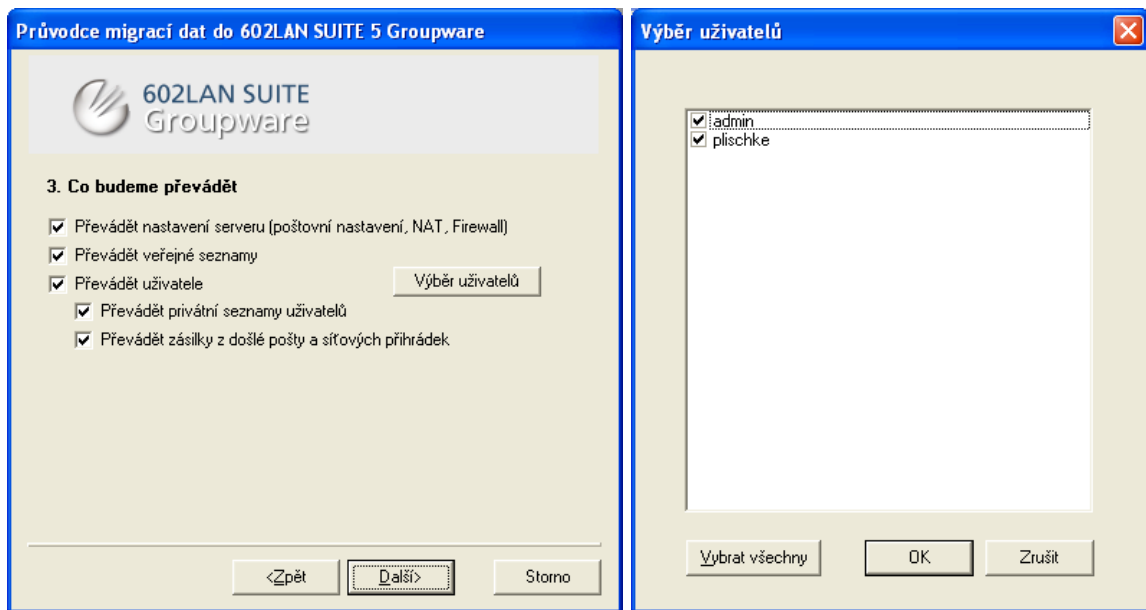 Průvodce migrací dat do 602LAN SUITE 5 Groupware
602LAN SUITE
Groupware
3. Co budeme převádět
Převádět nastavení serveru (poštovní nastavení, NAT, Firewall)
Převádět veřejné seznamy
Převádět uživatele
Výběr uživatelů
Převádět privátní seznamy uživatelů
Převádět zásilky z došlé pošty a síťových přihrádek
<Zpět
Další>
Storno
Výběr uživatelů
admin
plischke
Vybrat všechny
OK
Zrušit